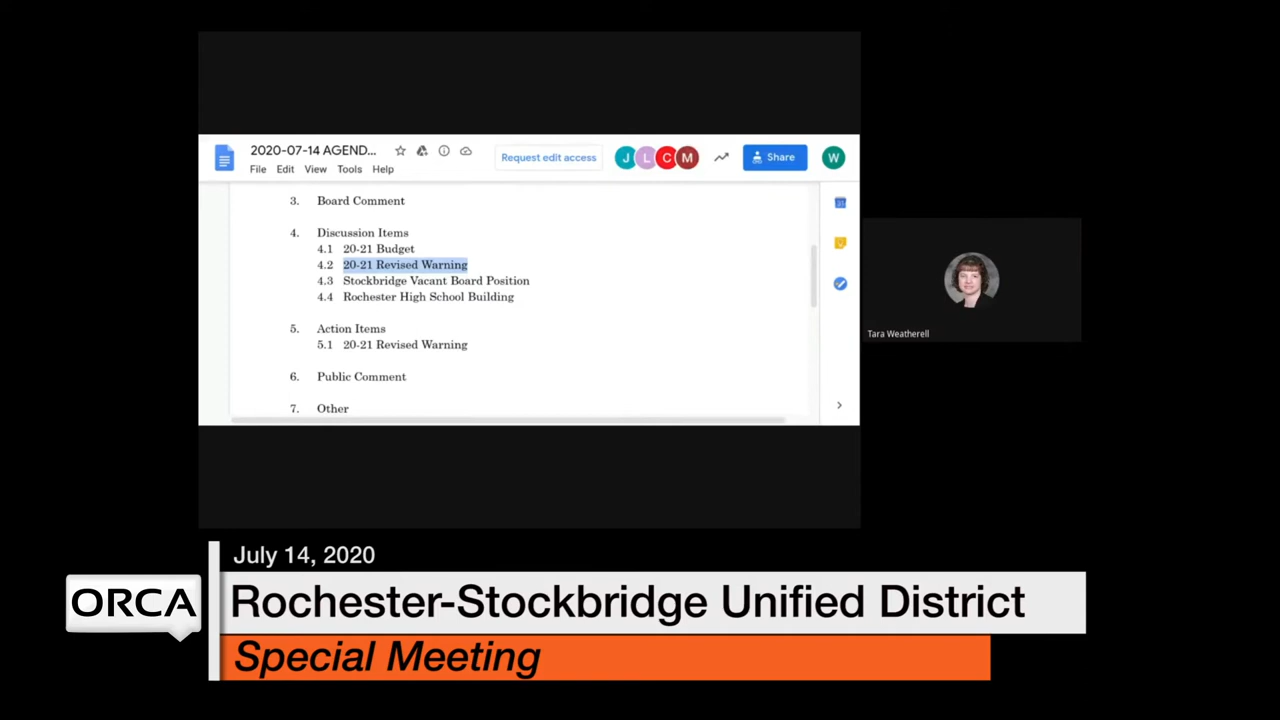 2020-07-14 AGEND...
Request edit access
J L C M
Share
W
File Edit View Tools Help
3. Board Comment
4. Discussion Items
4.1 20-21 Budget
4.2 20-21 Revised Warning
4.3 Stockbridge Vacant Board Position
4.4 Rochester High School Building
5. Action Items
5.1 20-21 Revised Warning
6. Public Comment
7. Other
Tara Weatherell
July 14, 2020
ORCA
Rochester-Stockbridge Unified District
Special Meeting